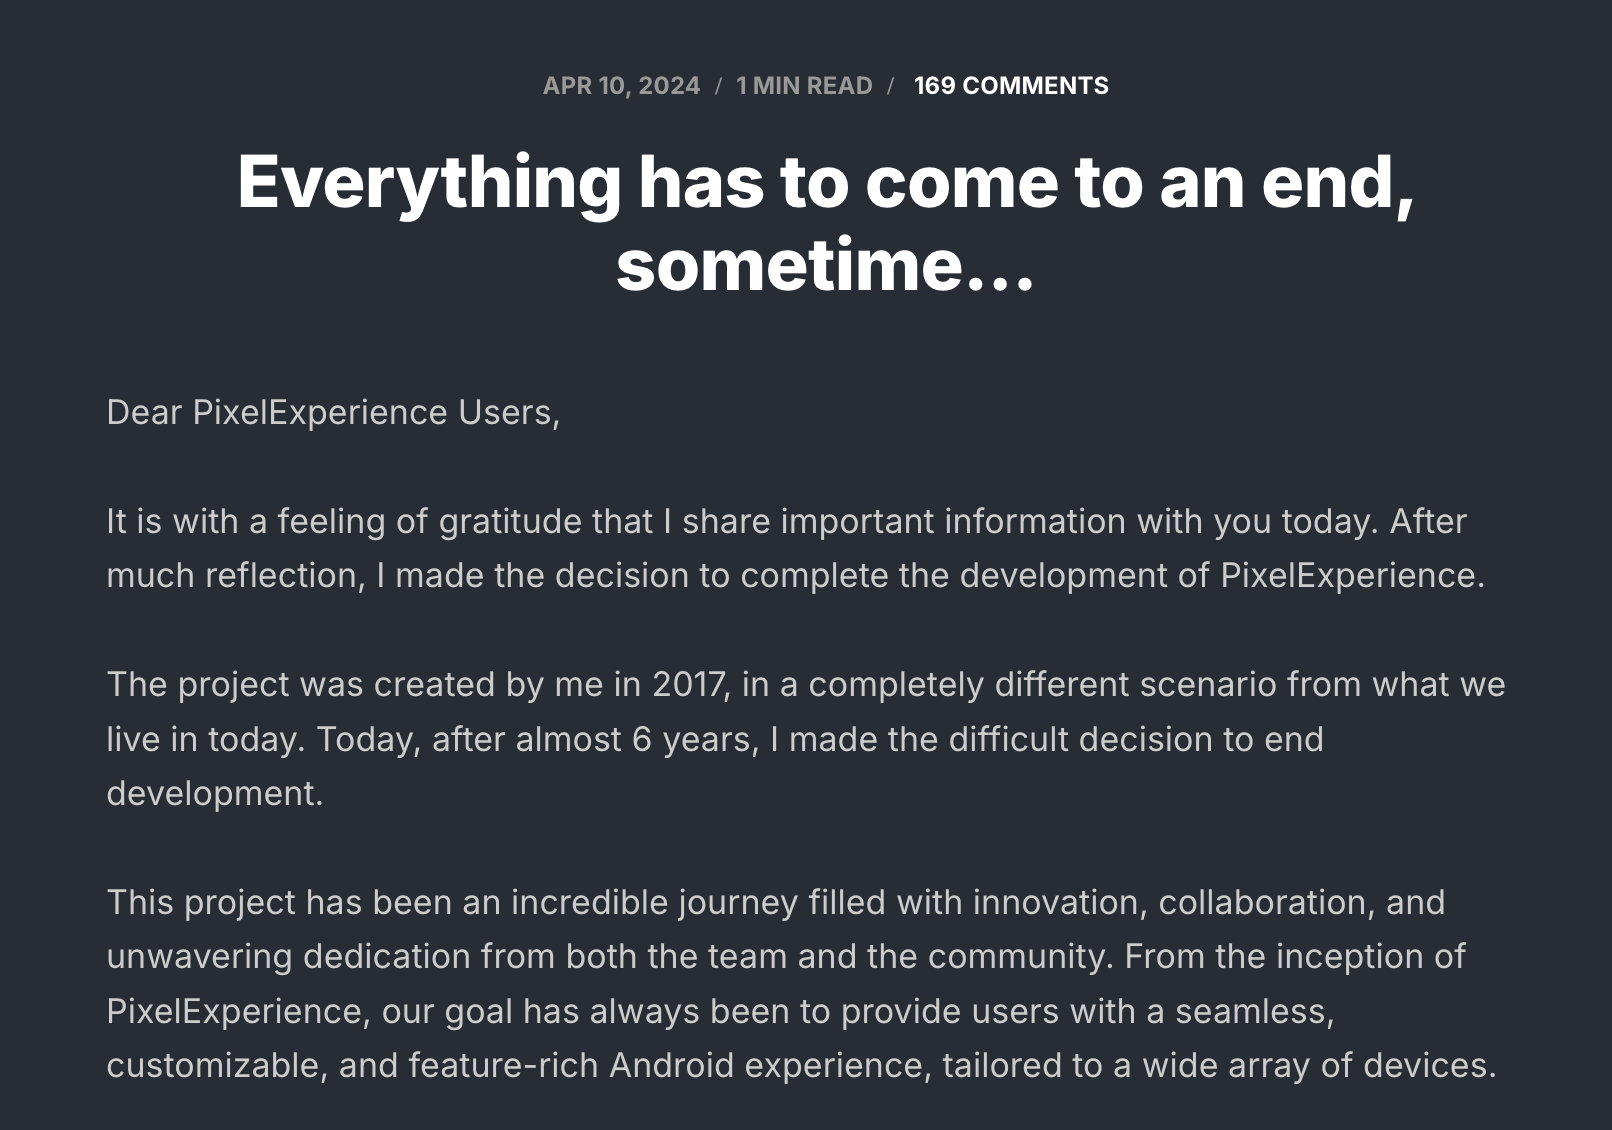 APR 10, 2024 / 1 MIN READ / 169 COMMENTS
Everything has to come to an end,
sometime...
Dear PixelExperience Users,
It is with a feeling of gratitude that I share important information with you today. After
much reflection, I made the decision to complete the development of PixelExperience.
The project was created by me in 2017, in a completely different scenario from what we
live in today. Today, after almost 6 years, I made the difficult decision to end
development.
This project has been an incredible journey filled with innovation, collaboration, and
unwavering dedication from both the team and the community. From the inception of
PixelExperience, our goal has always been to provide users with a seamless,
customizable, and feature-rich Android experience, tailored to a wide array of devices.